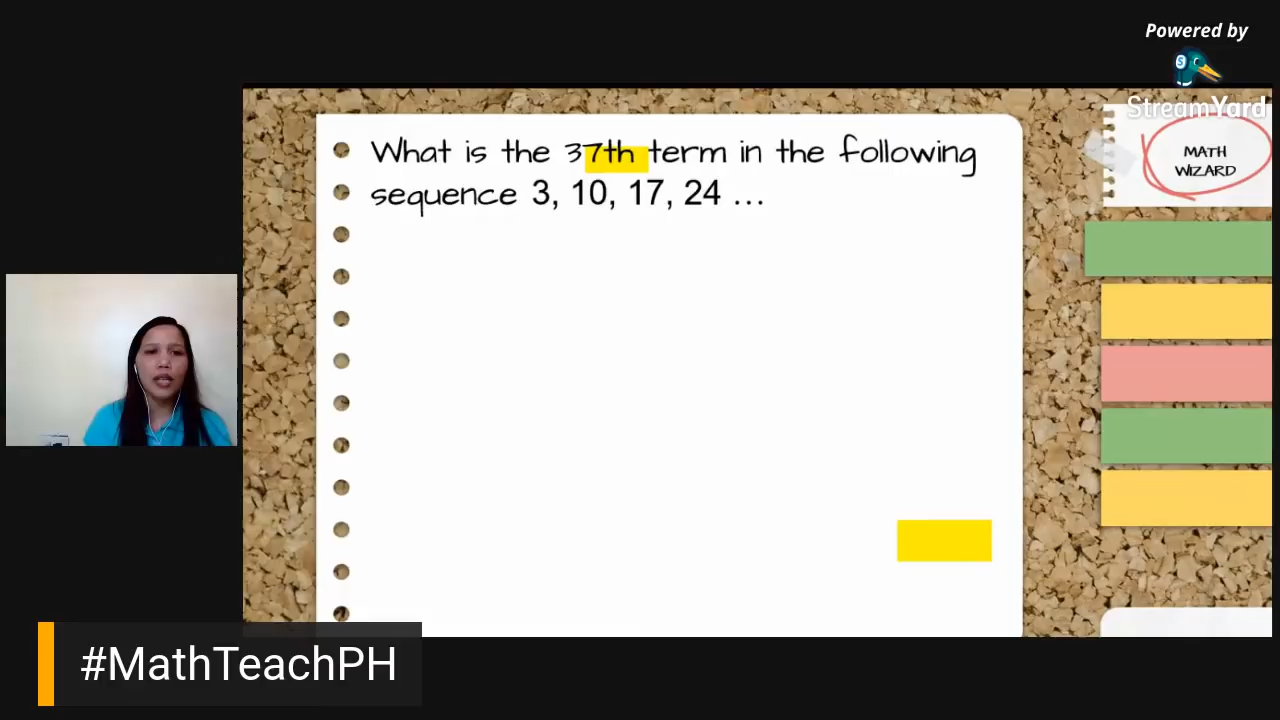 Powered by
StreamYard
What is the 37th term in the following
sequence 3, 10, 17, 24 ...
MATH
WIZARD
#MathTeachPH